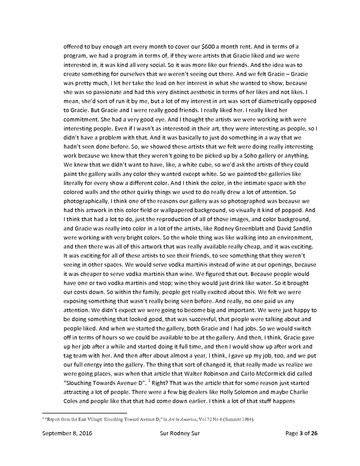 offered to buy enough art every month to cover our $600 a month rent. And in terms of a
program, we had a program in terms of, if they were artists that Gracie liked and we were
interested in, it was kind all very social. So it was more like our friends. And the idea was to
create something for ourselves that we weren't seeing out there. And we felt Gracie – Gracie
was pretty much, I let her take the lead on her interest in what she wanted to show, because
she was so passionate and had this very distinct aesthetic in terms of her likes and not likes. I
mean, she'd sort of run it by me, but a lot of my interest in art was sort of diametrically opposed
to Gracie. But Gracie and I were really good friends. I really liked her. I really liked her
commitment. She had a very good eye. And I thought the artists we were working with were
interesting people. Even if I wasn't as interested in their art, they were interesting as people, so I
didn't have a problem with that. And it was basically to just do something in a way that we
hadn't seen done before. So, we showed these artists that we felt were doing really interesting
work because we knew that they weren't going to be picked up by a Soho gallery or anything.
We knew that we didn't want to have, like, a white cube, so we'd ask the artists if they could
paint the gallery walls any color they wanted except white. So we painted the galleries like
literally for every show a different color. And I think the color, in the intimate space with the
colored walls and the other quirky things we used to do really drew a lot of attention. So
photographically, I think one of the reasons our gallery was so photographed was because we
had this artwork in this color field or wallpapered background, so visually it kind of popped. And
I think that had a lot to do, just the reproduction of all of those images, and color background,
and Gracie was really into color in a lot of the artists, like Rodney Greenblatt and David Sandlin
were working with very bright colors. So the whole thing was like walking into an environment,
and then there was all of this artwork that was really available really cheap, and it was exciting.
It was exciting for all of these artists to see their friends, to see something that they weren't
seeing in other spaces. We would serve vodka martinis instead of wine at our openings, because
it was cheaper to serve vodka martinis than wine. We figured that out. Because people would
have one or two vodka martinis and stop; wine they would just drink like water. So it brought
our costs down. So within the family, people get really excited about this. We felt we were
exposing something that wasn't really being seen before. And really, no one paid us any
attention. We didn't expect we were going to become big and important. We were just happy to
be doing something that looked good, that was successful, that people were talking about and
people liked. And when we started the gallery, both Gracie and I had jobs. So we would switch
off in terms of hours so we could be available to be at the gallery. And then, I think, Gracie gave
up her job after a while and started doing it full time, and then I would show up after work and
tag team with her. And then after about almost a year, I think, I gave up my job, too, and we put
our full energy into the gallery. The thing that sort of changed it, that really made us realize we
were going places, was when that article that Walter Robinson and Carlo McCormick did called
"Slouching Towards Avenue D". ³ Right? That was the article that for some reason just started
attracting a lot of people. There were a few big dealers like Holly Solomon and maybe Charlie
Coles and people like that that had come down earlier. I think a lot of that stuff happens
"Report from the East Village: Slouching Toward Avenue D," in Art in America, Vol 72 No 4 (Summer 1984).
September 8, 2016 Sur Rodney Sur Page 3 of 26